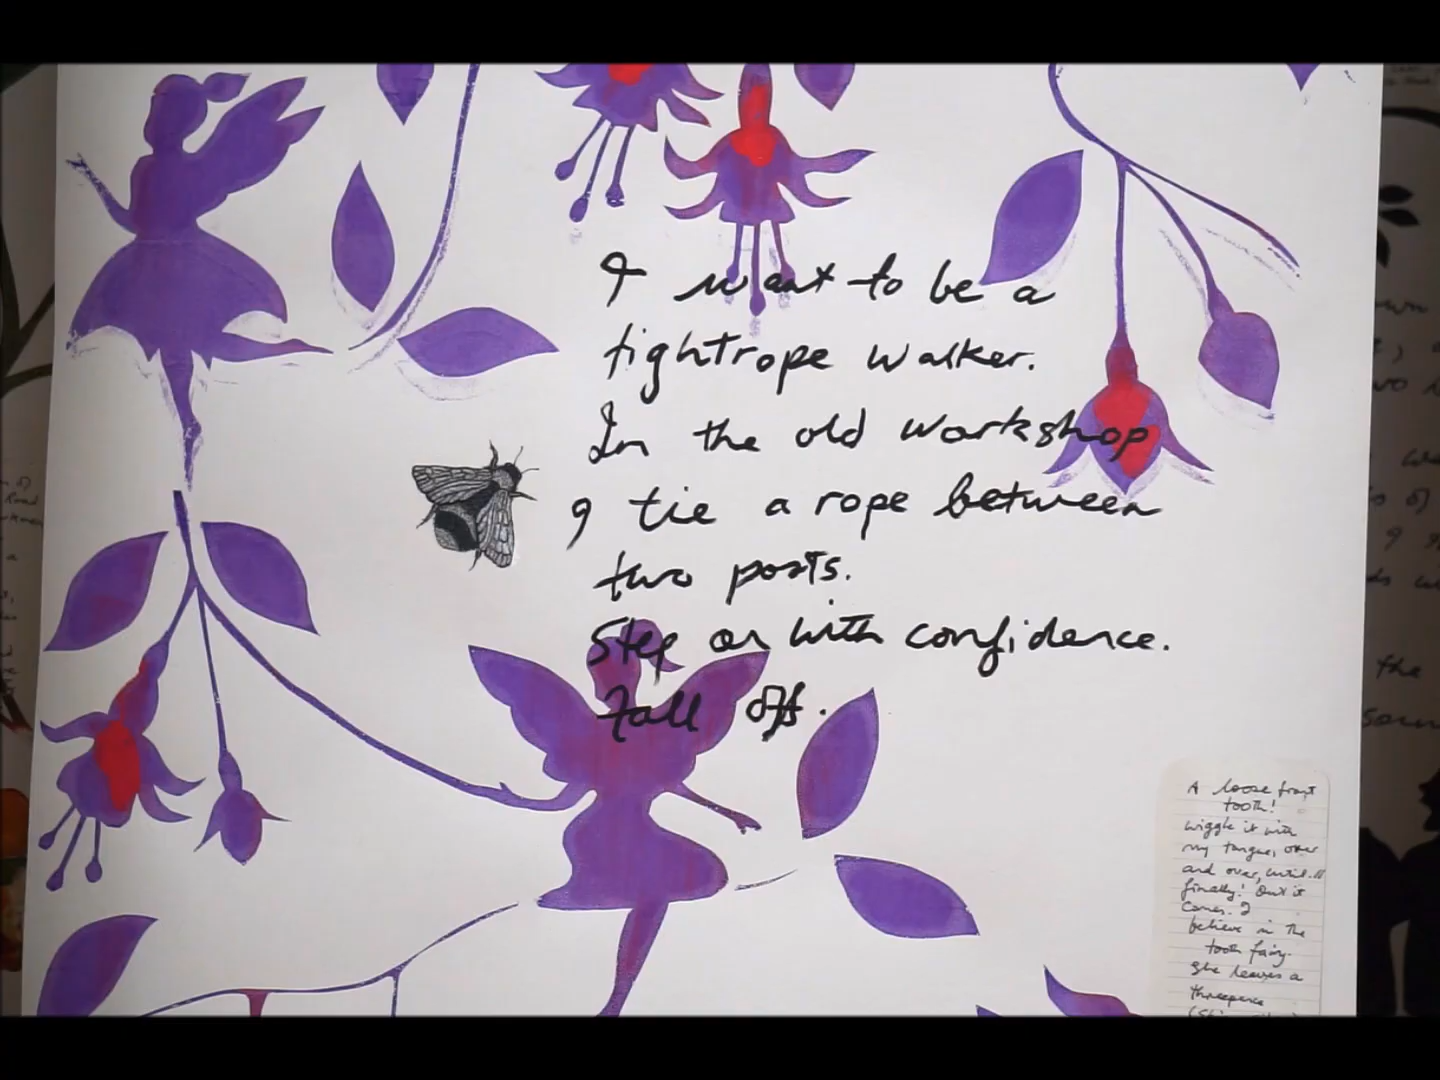 I want to be a
tightrope walker.
In the old workshop
I tie a rope between
two posts.
Step on with confidence.
Fall off.
A loose front
tooth!
Wiggle it with
my tongue, over
and over, until...
finally! Out it
comes. I
believe in the
tooth fairy.
She leaves a
threepence
the